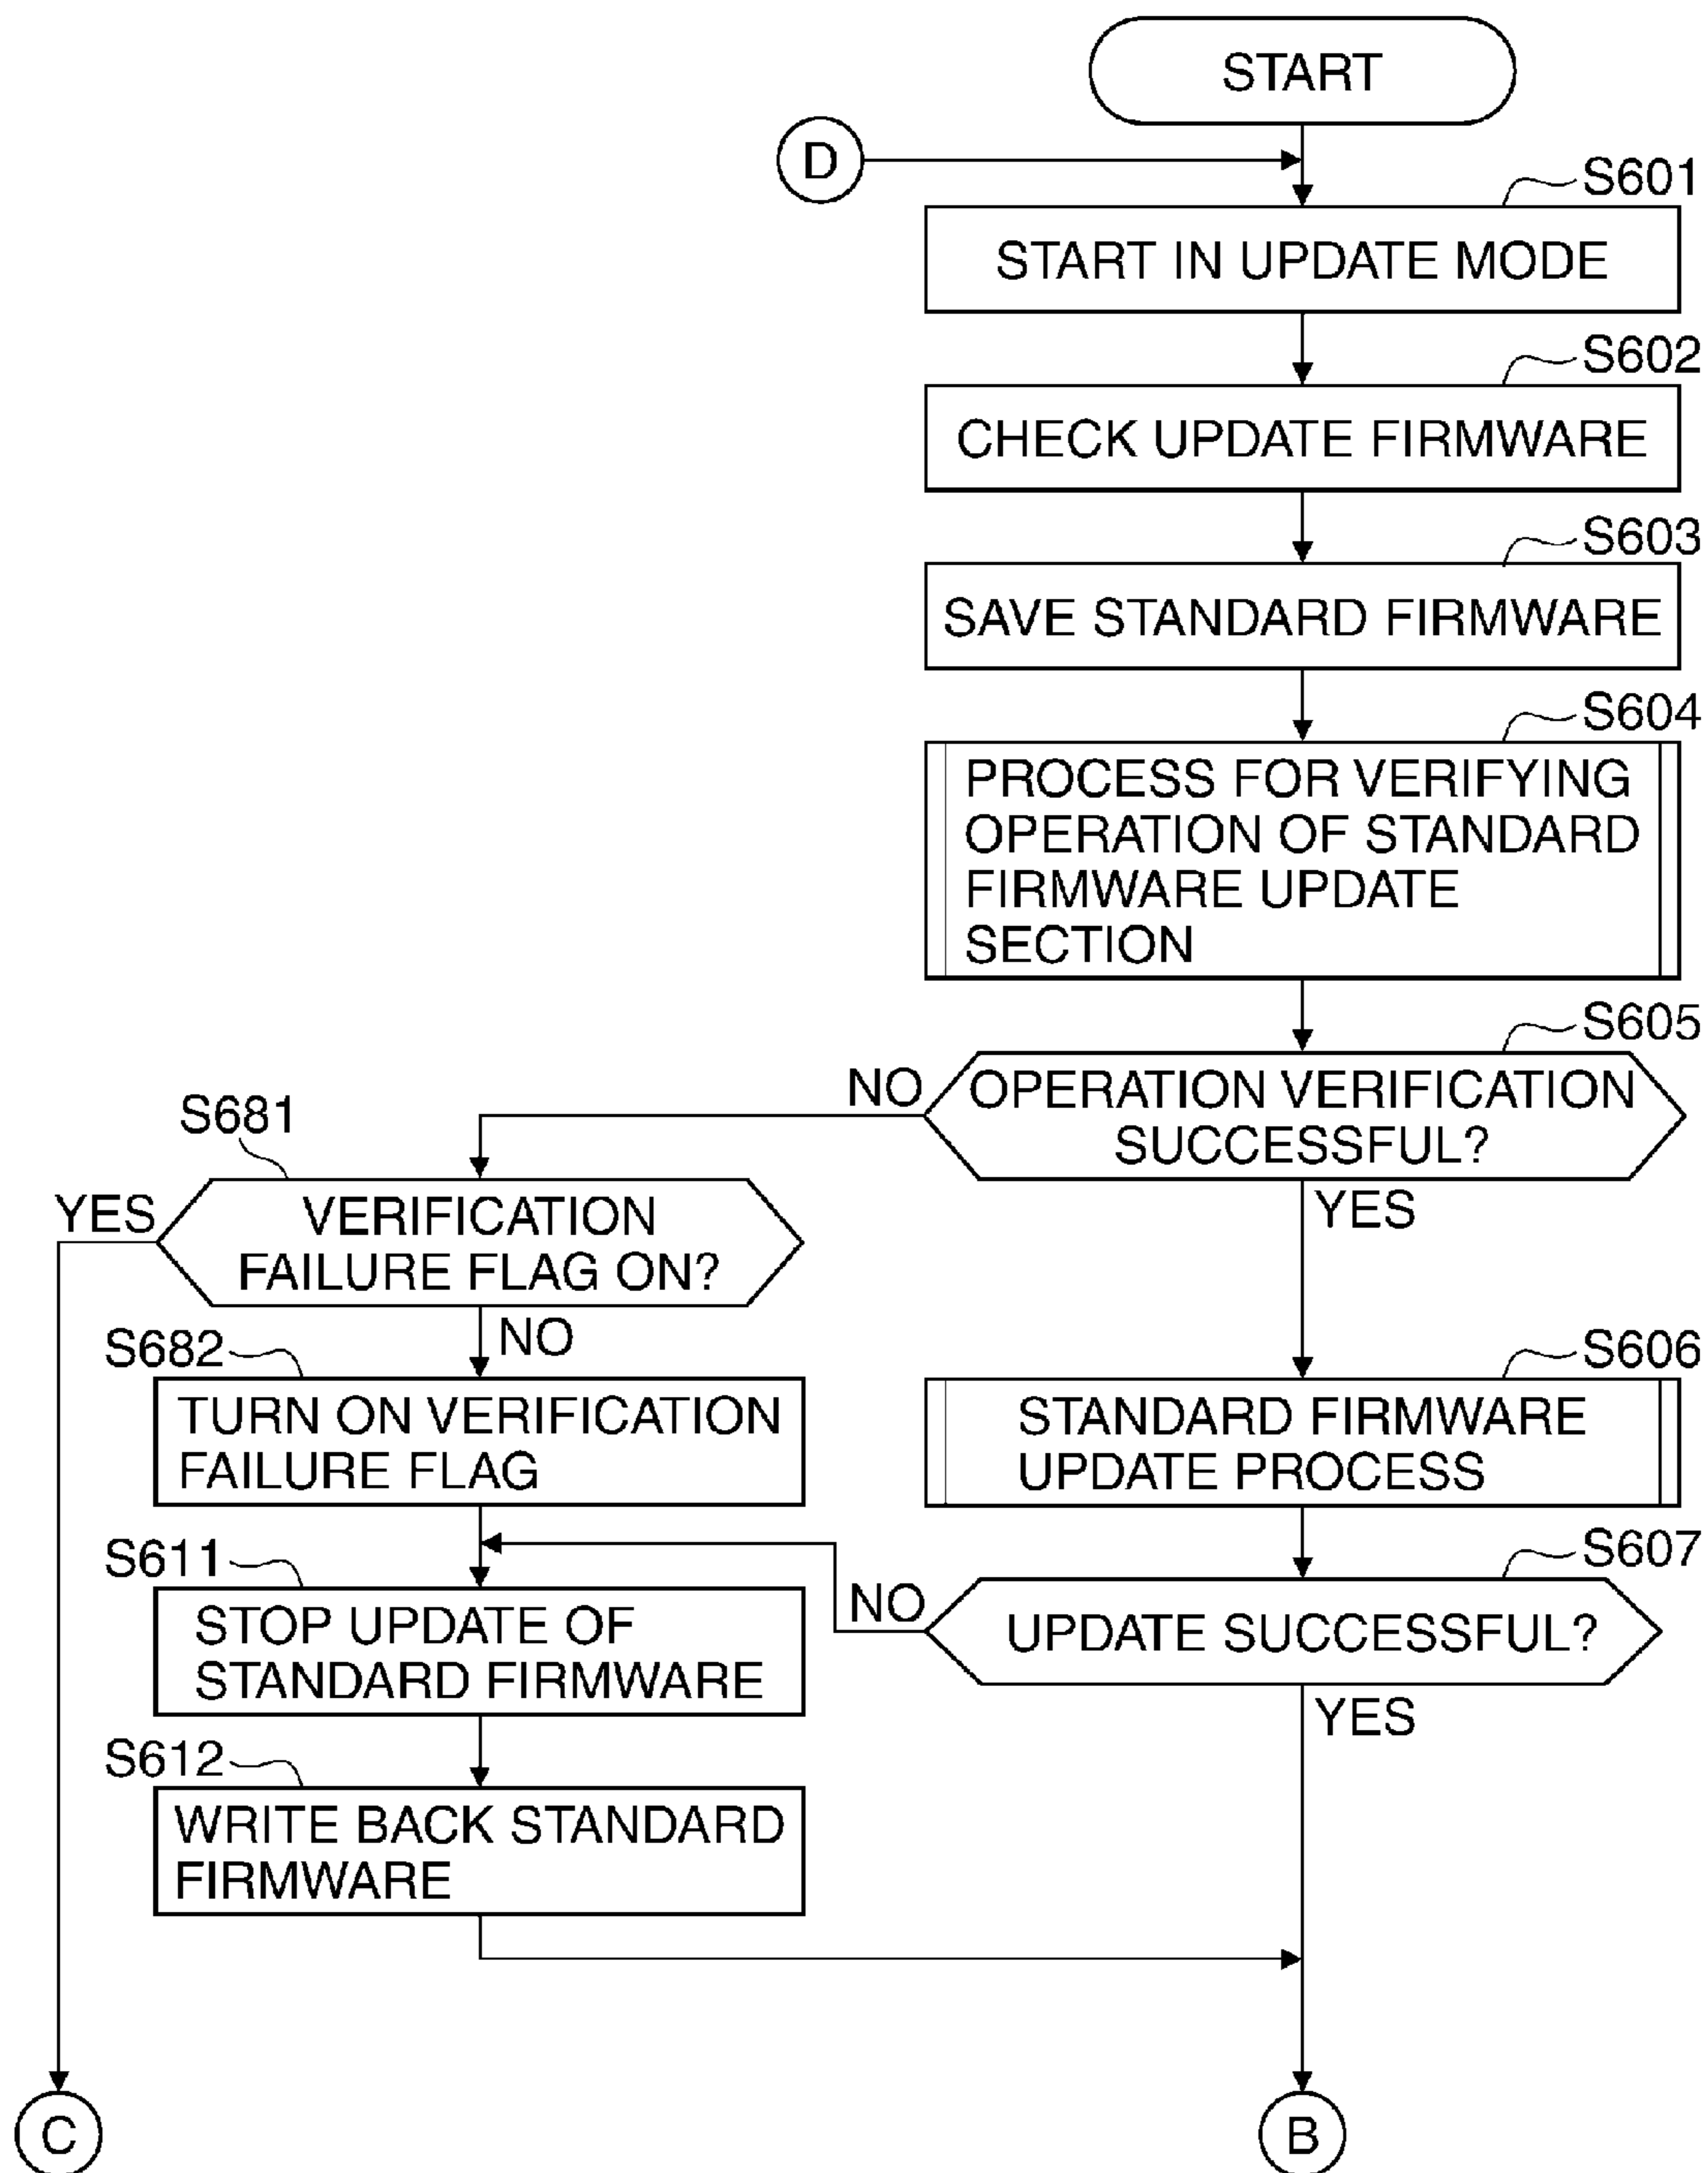 START
D
S601
START IN UPDATE MODE
S602
CHECK UPDATE FIRMWARE
S603
SAVE STANDARD FIRMWARE
S604
PROCESS FOR VERIFYING
OPERATION OF STANDARD
FIRMWARE UPDATE
SECTION
S605
NO
OPERATION VERIFICATION
SUCCESSFUL?
YES
S681
YES
VERIFICATION
FAILURE FLAG ON?
NO
S682
TURN ON VERIFICATION
FAILURE FLAG
S606
STANDARD FIRMWARE
UPDATE PROCESS
S607
NO
UPDATE SUCCESSFUL?
YES
S611
STOP UPDATE OF
STANDARD FIRMWARE
S612
WRITE BACK STANDARD
FIRMWARE
C
B